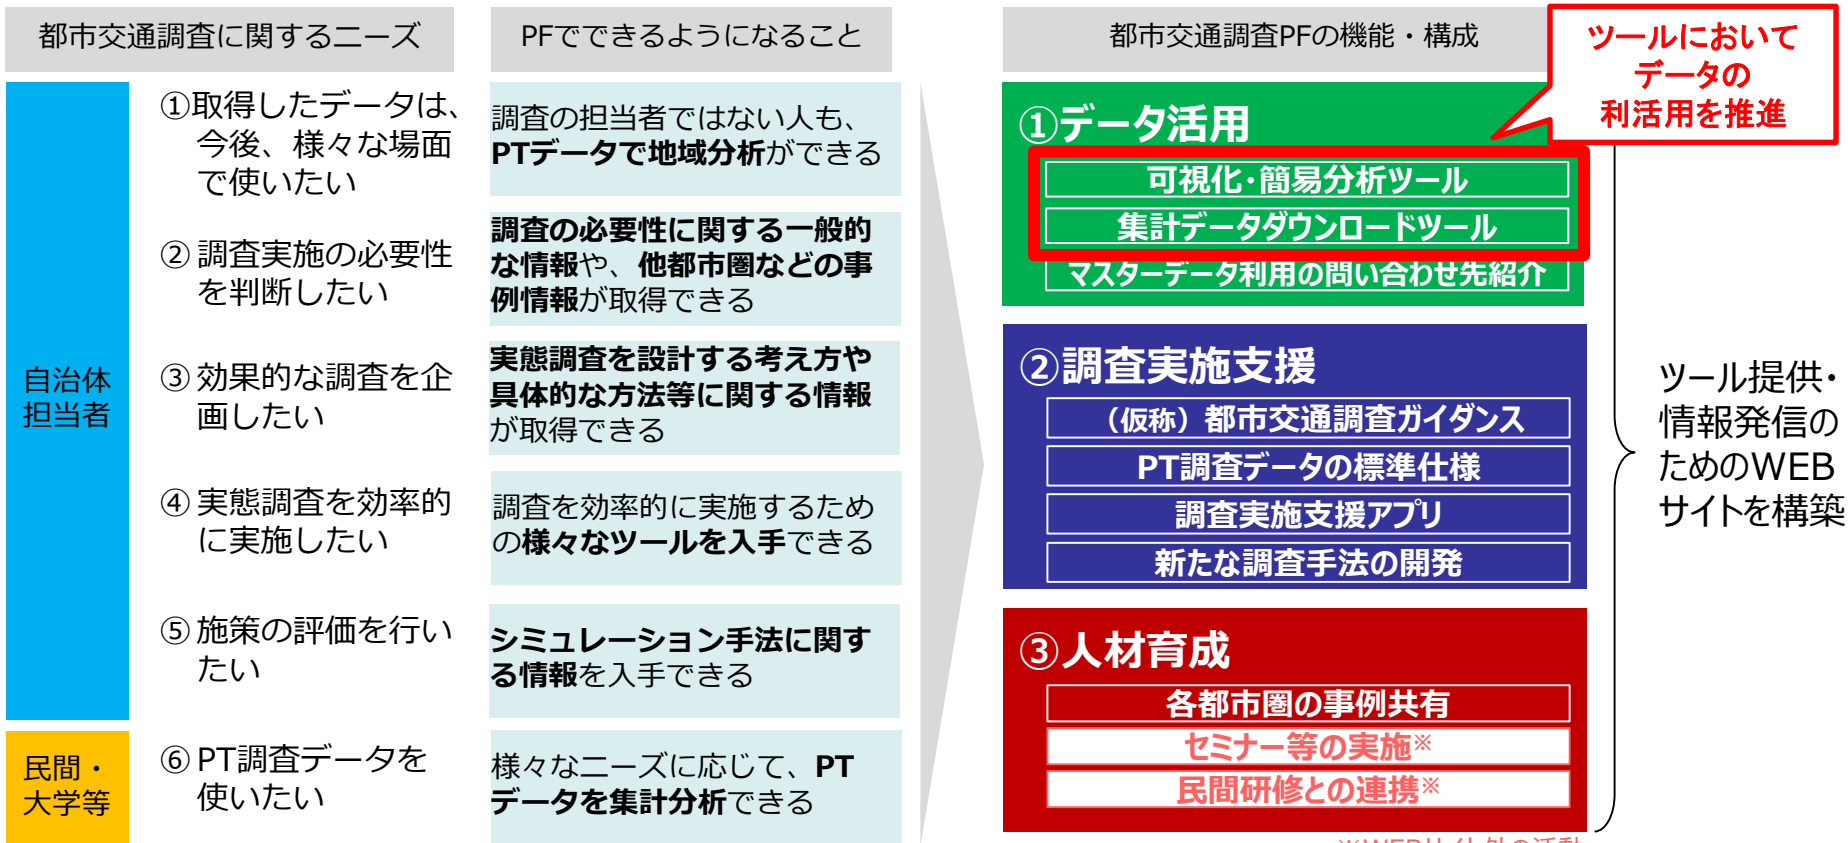 都市交通調査に関するニーズ
PFでできるようになること
都市交通調査PFの機能・構成
ツールにおいて
データの
利活用を推進
自治体
担当者
①取得したデータは、
今後、様々な場面
で使いたい
調査の担当者ではない人も、
PTデータで地域分析ができる
② 調査実施の必要性
を判断したい
調査の必要性に関する一般的
な情報や、他都市圏などの事
例情報が取得できる
③ 効果的な調査を企
画したい
実態調査を設計する考え方や
具体的な方法等に関する情報
が取得できる
④ 実態調査を効率的
に実施したい
調査を効率的に実施するため
の様々なツールを入手できる
⑤ 施策の評価を行い
たい
シミュレーション手法に関す
る情報を入手できる
民間・
大学等
⑥ PT調査データを
使いたい
様々なニーズに応じて、PT
データを集計分析できる
①データ活用
可視化・簡易分析ツール
集計データダウンロードツール
マスターデータ利用の問い合わせ先紹介
②調査実施支援
（仮称）都市交通調査ガイダンス
PT調査データの標準仕様
調査実施支援アプリ
新たな調査手法の開発
③人材育成
各都市圏の事例共有
セミナー等の実施※
民間研修との連携※
※WEBサイト外の活動
ツール提供・
情報発信の
ためのWEB
サイトを構築